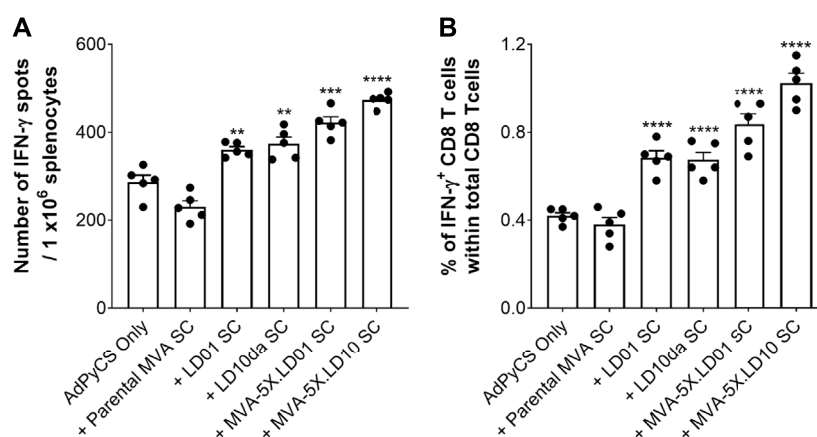 A
Number of IFN-γ spots
/ 1 x10⁶ splenocytes
600
400
200
0
**
**
***
****
AdPyCS Only
+ Parental MVA SC
+ LD01 SC
+ LD10da SC
+ MVA-5X.LD01 SC
+ MVA-5X.LD10 SC
B
% of IFN-γ⁺ CD8 T cells
within total CD8 Tcells
1.2
0.8
0.4
0.0
****
****
****
****
AdPyCS Only
+ Parental MVA SC
+ LD01 SC
+ LD10da SC
+ MVA-5X.LD01 SC
+ MVA-5X.LD10 SC